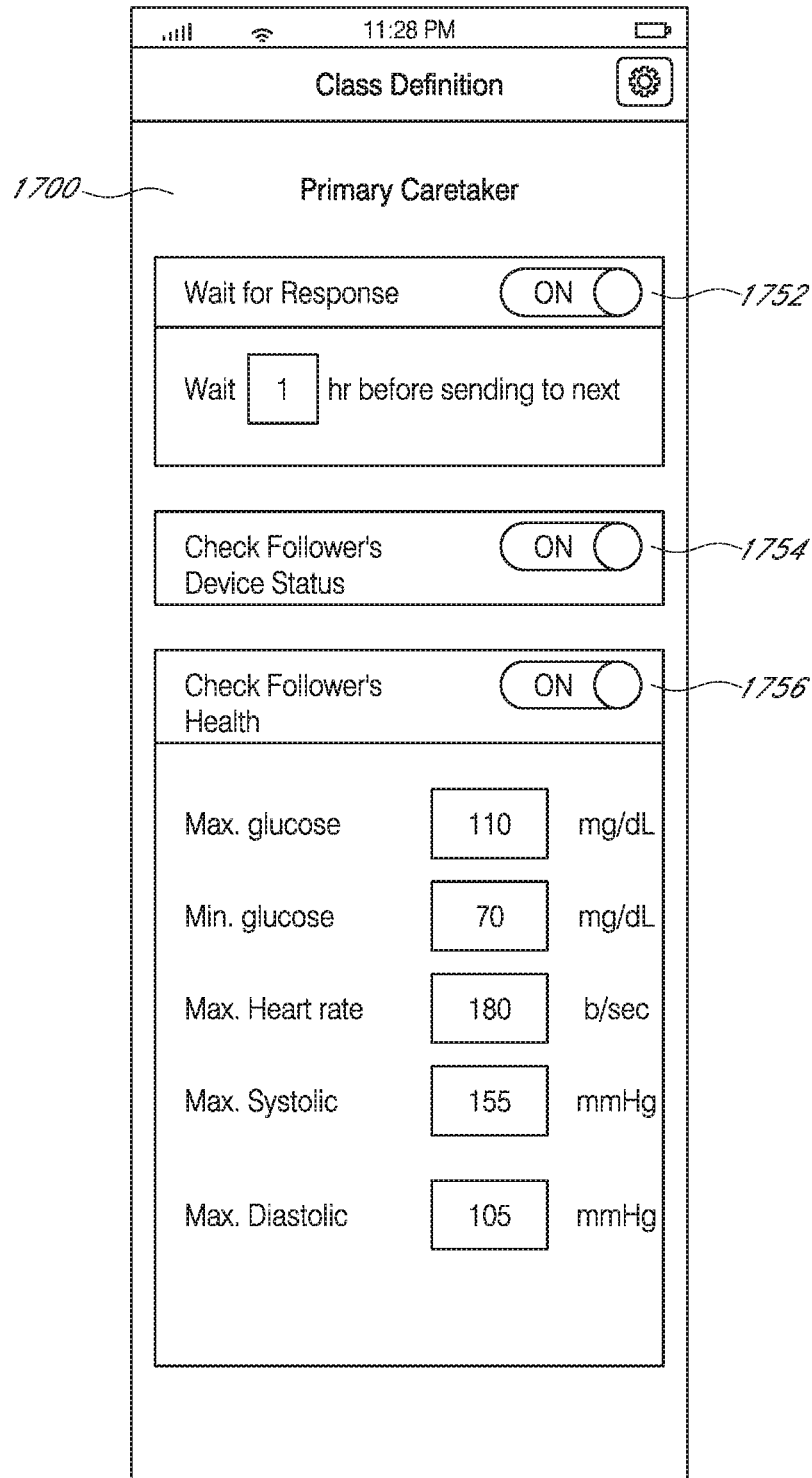 11:28 PM
Class Definition
1700
Primary Caretaker
Wait for Response ON
1752
Wait 1 hr before sending to next
Check Follower's ON
Device Status
1754
Check Follower's ON
Health
1756
Max. glucose 110 mg/dL
Min. glucose 70 mg/dL
Max. Heart rate 180 b/sec
Max. Systolic 155 mmHg
Max. Diastolic 105 mmHg